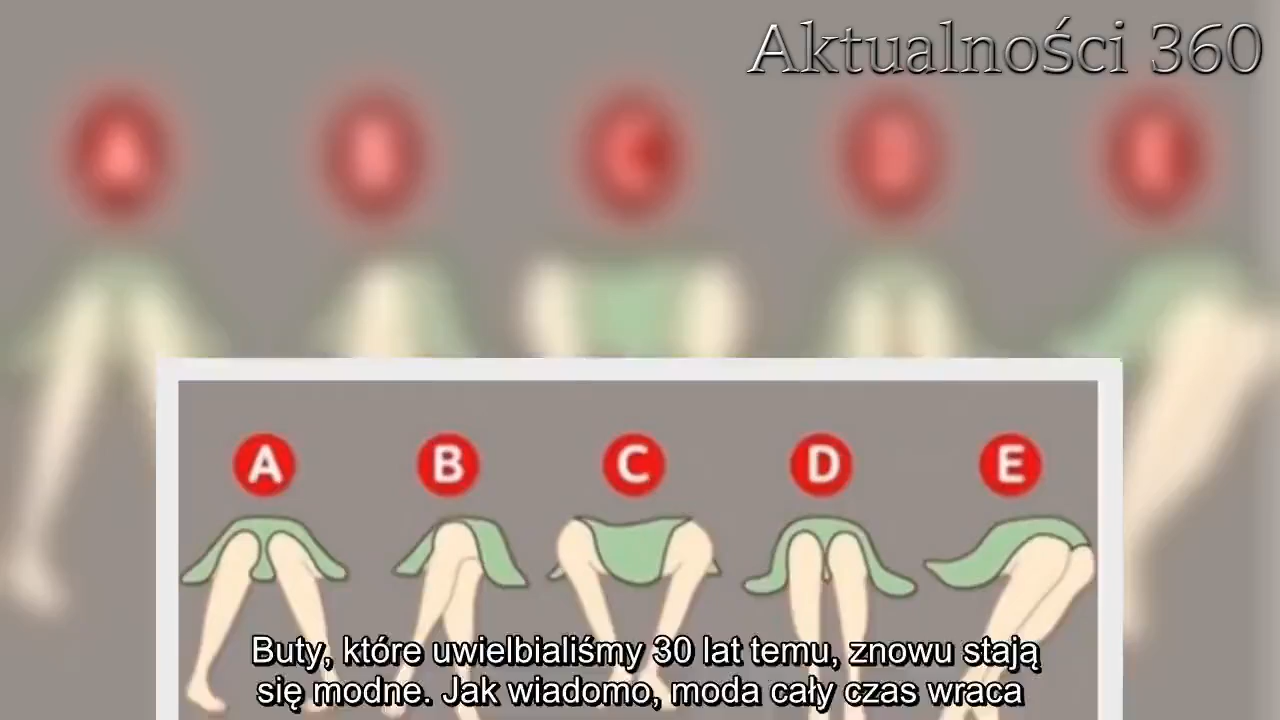 Aktualności 360
A B C D E
Buty, które uwielbialiśmy 30 lat temu, znowu stają
się modne. Jak wiadomo, moda cały czas wraca